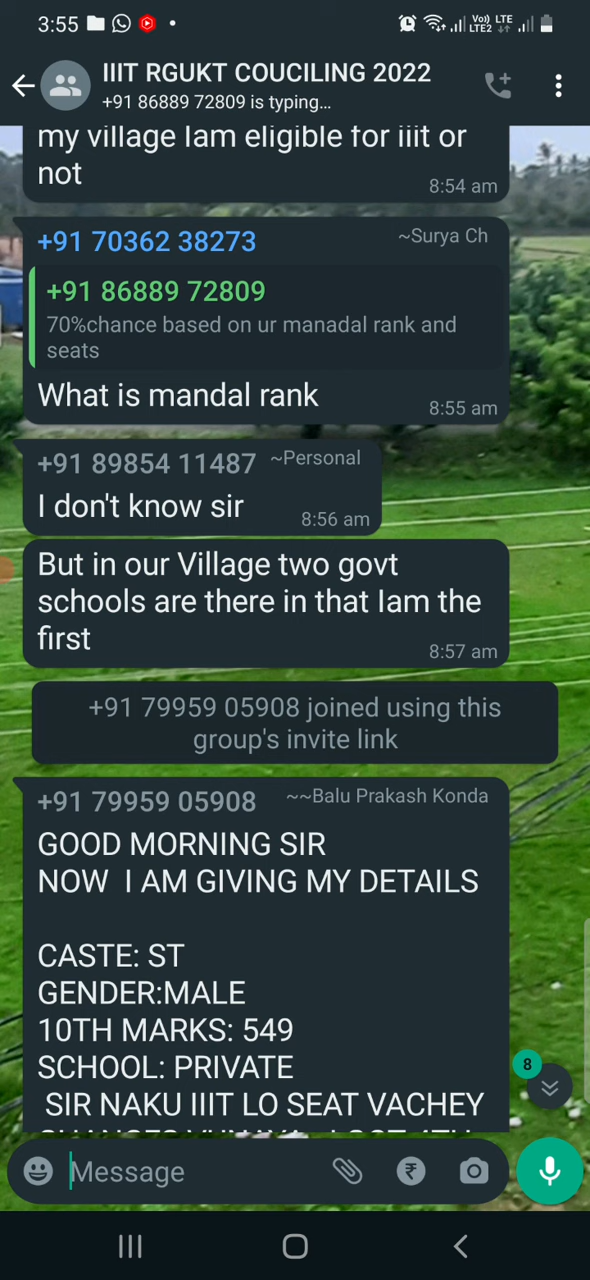 3:55
Vo)) LTE
LTE2
IIIT RGUKT COUCILING 2022
+91 86889 72809 is typing...
my village Iam eligible for iiit or
not
8:54 am
+91 70362 38273 ~Surya Ch
+91 86889 72809
70%chance based on ur manadal rank and
seats
What is mandal rank
8:55 am
+91 89854 11487 ~Personal
I don't know sir
8:56 am
But in our Village two govt
schools are there in that Iam the
first
8:57 am
+91 79959 05908 joined using this
group's invite link
+91 79959 05908 ~~Balu Prakash Konda
GOOD MORNING SIR
NOW I AM GIVING MY DETAILS
CASTE: ST
GENDER:MALE
10TH MARKS: 549
SCHOOL: PRIVATE
SIR NAKU IIIT LO SEAT VACHEY
8
Message